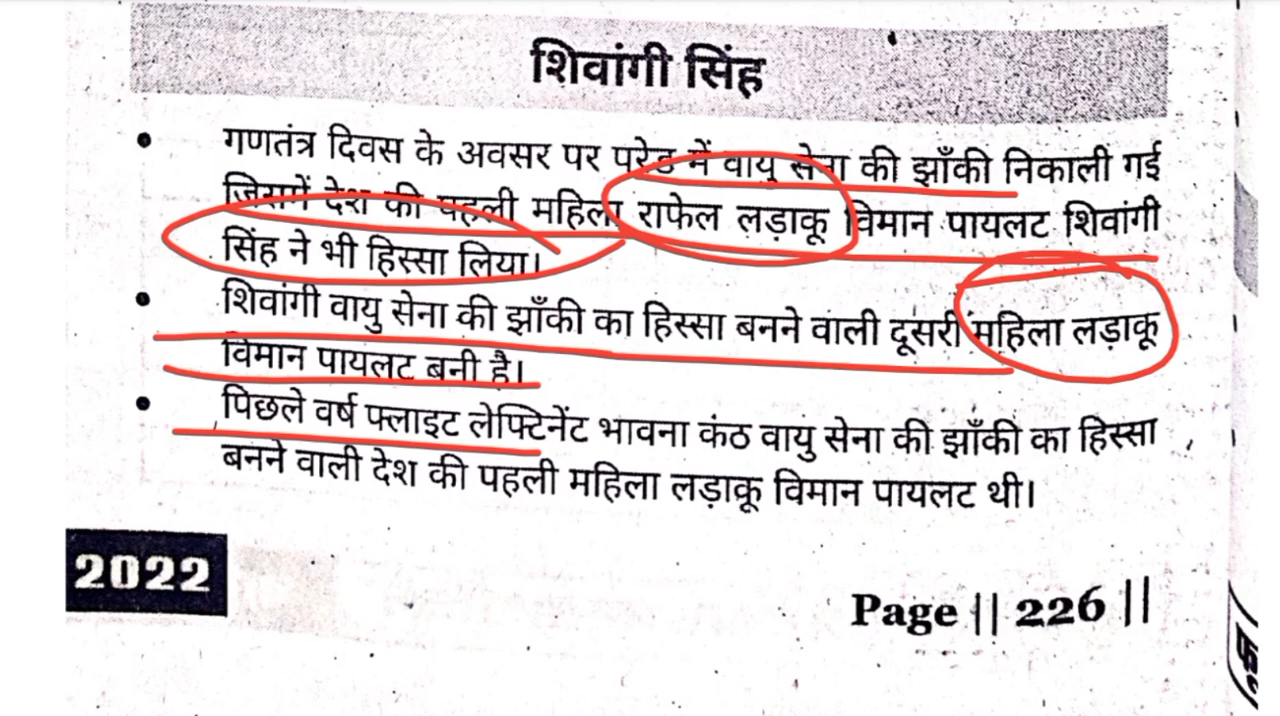 शिवांगी सिंह
• गणतंत्र दिवस के अवसर पर परेड में वायु सेना की झाँकी निकाली गई
जिसमें देश की पहली महिला राफेल लड़ाकू विमान पायलट शिवांगी
सिंह ने भी हिस्सा लिया।
• शिवांगी वायु सेना की झाँकी का हिस्सा बनने वाली दूसरी महिला लड़ाकू
विमान पायलट बनी है।
• पिछले वर्ष फ्लाइट लेफ्टिनेंट भावना कंठ वायु सेना की झाँकी का हिस्सा
बनने वाली देश की पहली महिला लड़ाकू विमान पायलट थी।
2022
Page || 226 ||